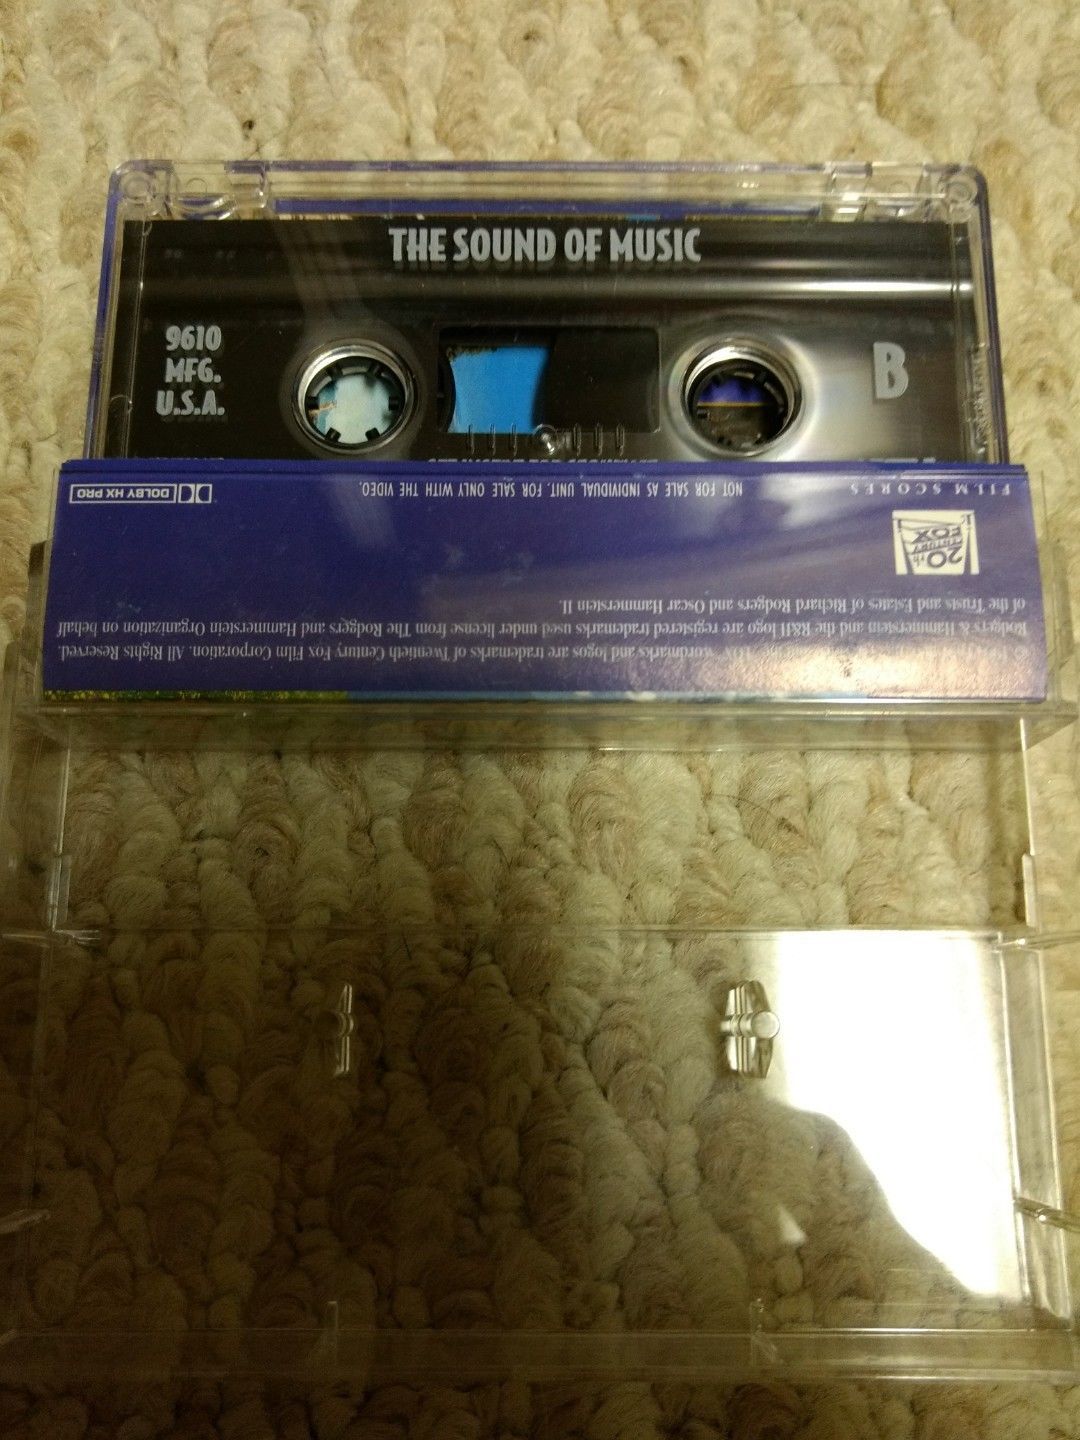 THE SOUND OF MUSIC
9610
MFG.
U.S.A.
B
FILM SCORES
NOT FOR SALE AS INDIVIDUAL UNIT. FOR SALE ONLY WITH THE VIDEO.
DOLBY HX PRO
20th
CENTURY
FOX
wordmarks and logos are trademarks of Twentieth Century Fox Film Corporation. All Rights Reserved.
Rodgers & Hammerstein and the R&H logo are registered trademarks used under license from The Rodgers and Hammerstein Organization on behalf
of the Trusts and Estates of Richard Rodgers and Oscar Hammerstein II.